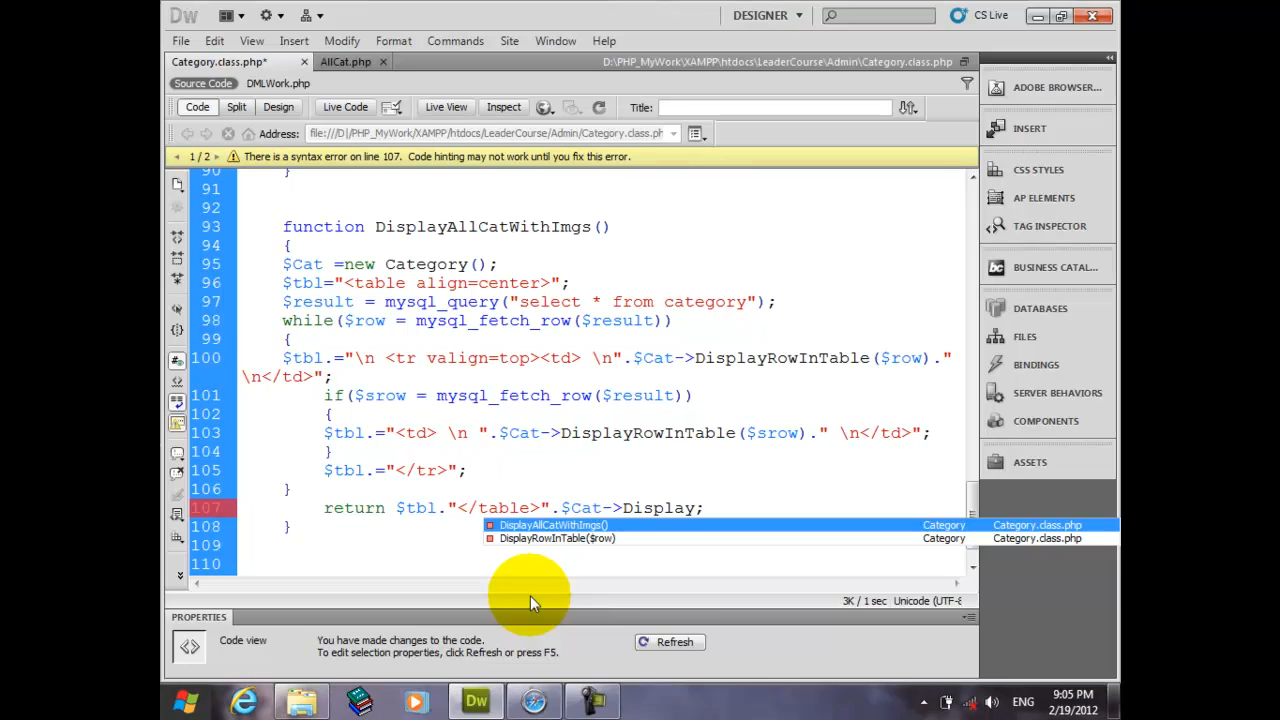 Dw
DESIGNER
CS Live
File Edit View Insert Modify Format Commands Site Window Help
Category.class.php* AllCat.php D:\PHP_MyWork\XAMPP\htdocs\LeaderCourse\Admin\Category.class.php
Source Code DMLWork.php
Code Split Design Live Code Live View Inspect Title:
Address: file:///D|/PHP_MyWork/XAMPP/htdocs/LeaderCourse/Admin/Category.class.ph
1 / 2 There is a syntax error on line 107. Code hinting may not work until you fix this error.
90 }
91
92
93 function DisplayAllCatWithImgs()
94 {
95 $Cat =new Category();
96 $tbl="<table align=center>";
97 $result = mysql_query("select * from category");
98 while($row = mysql_fetch_row($result))
99 {
100 $tbl.="\n <tr valign=top><td> \n".$Cat->DisplayRowInTable($row)."
\n</td>";
101 if($srow = mysql_fetch_row($result))
102 {
103 $tbl.="<td> \n ".$Cat->DisplayRowInTable($srow)." \n</td>";
104 }
105 $tbl.="</tr>";
106 }
107 return $tbl."</table>".$Cat->Display;
108 }
109
110
DisplayAllCatWithImgs() Category Category.class.php
DisplayRowInTable($row) Category Category.class.php
3K / 1 sec Unicode (UTF-8
PROPERTIES
Code view You have made changes to the code.
To edit selection properties, click Refresh or press F5.
Refresh
ADOBE BROWSER...
INSERT
CSS STYLES
AP ELEMENTS
TAG INSPECTOR
BUSINESS CATAL...
DATABASES
FILES
BINDINGS
SERVER BEHAVIORS
COMPONENTS
ASSETS
Dw
ENG
9:05 PM
2/19/2012